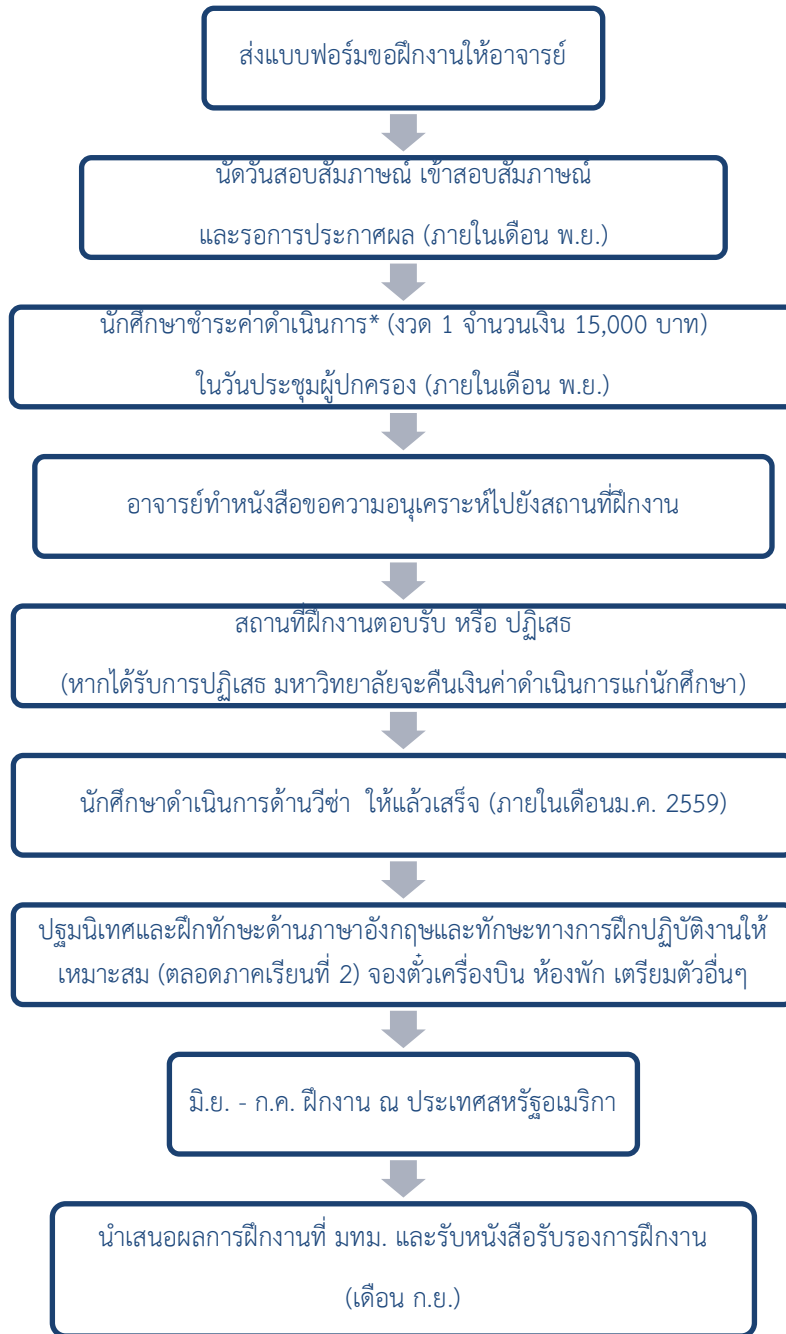 ส่งแบบฟอร์มขอฝึกงานให้อาจารย์
นัดวันสอบสัมภาษณ์ เข้าสอบสัมภาษณ์
และรอการประกาศผล (ภายในเดือน พ.ย.)
นักศึกษาชำระค่าดำเนินการ* (งวด 1 จำนวนเงิน 15,000 บาท)
ในวันประชุมผู้ปกครอง (ภายในเดือน พ.ย.)
อาจารย์ทำหนังสือขอความอนุเคราะห์ไปยังสถานที่ฝึกงาน
สถานที่ฝึกงานตอบรับ หรือ ปฏิเสธ
(หากได้รับการปฏิเสธ มหาวิทยาลัยจะคืนเงินค่าดำเนินการแก่นักศึกษา)
นักศึกษาดำเนินการด้านวีซ่า ให้แล้วเสร็จ (ภายในเดือนม.ค. 2559)
ปฐมนิเทศและฝึกทักษะด้านภาษาอังกฤษและทักษะทางการฝึกปฏิบัติงานให้
เหมาะสม (ตลอดภาคเรียนที่ 2) จองตั๋วเครื่องบิน ห้องพัก เตรียมตัวอื่นๆ
มิ.ย. - ก.ค. ฝึกงาน ณ ประเทศสหรัฐอเมริกา
นำเสนอผลการฝึกงานที่ มทม. และรับหนังสือรับรองการฝึกงาน
(เดือน ก.ย.)